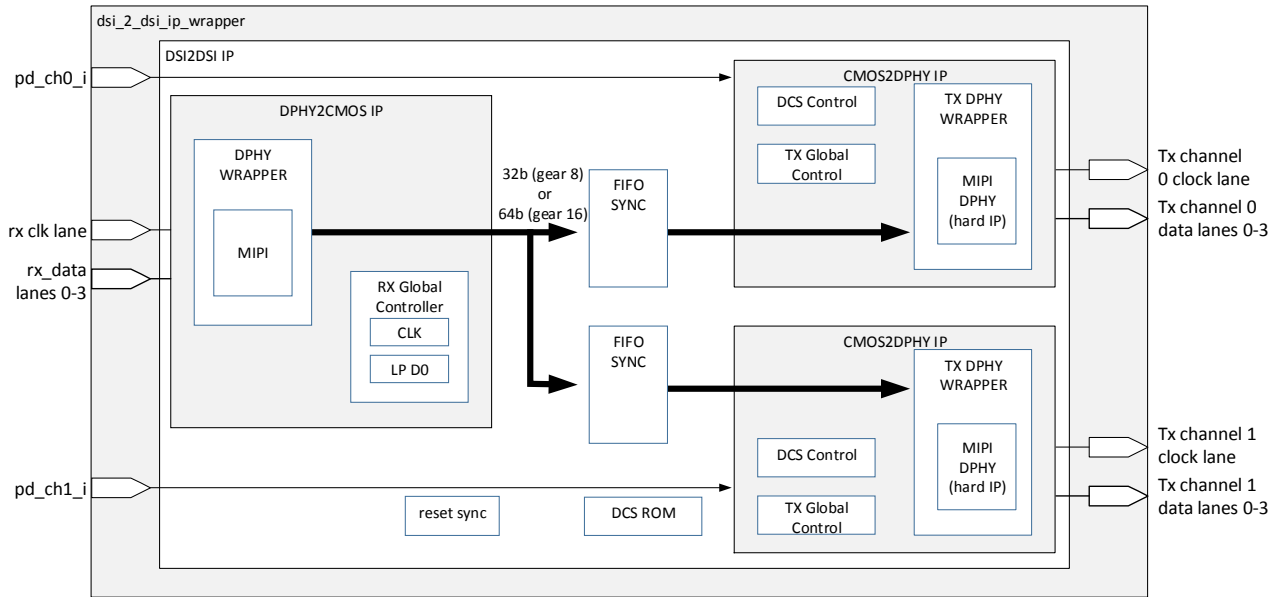 dsi_2_dsi_ip_wrapper
DSI2DSI IP
pd_ch0_i
rx clk lane
rx_data
lanes 0-3
pd_ch1_i
DPHY2CMOS IP
DPHY
WRAPPER
MIPI
RX Global
Controller
CLK
LP D0
32b (gear 8)
or
64b (gear 16)
FIFO
SYNC
FIFO
SYNC
reset sync
DCS ROM
CMOS2DPHY IP
DCS Control
TX Global
Control
TX DPHY
WRAPPER
MIPI
DPHY
(hard IP)
CMOS2DPHY IP
TX DPHY
WRAPPER
DCS Control
TX Global
Control
MIPI
DPHY
(hard IP)
Tx channel
0 clock lane
Tx channel 0
data lanes 0-3
Tx channel 1
clock lane
Tx channel 1
data lanes 0-3